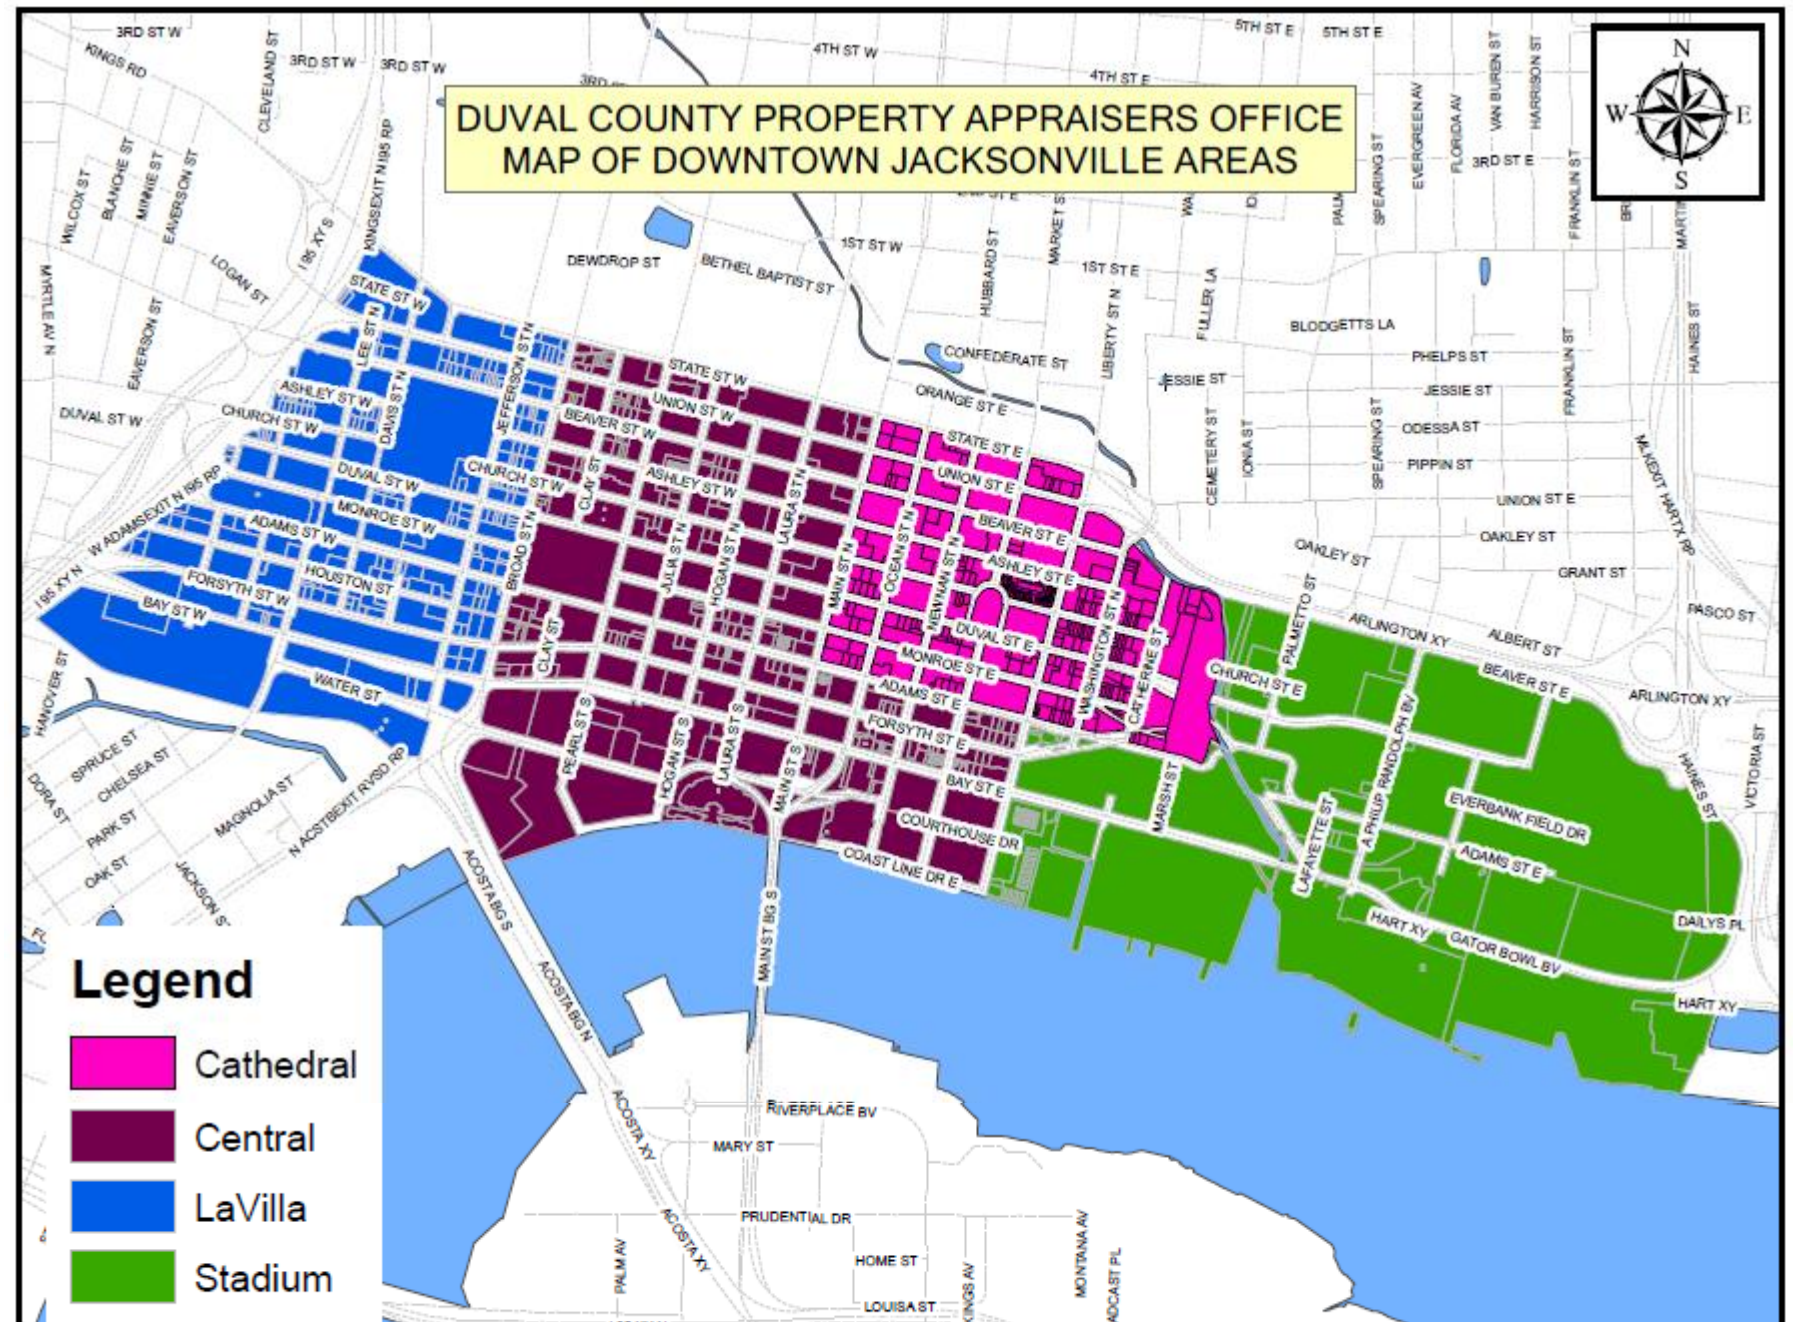 DUVAL COUNTY PROPERTY APPRAISERS OFFICE
MAP OF DOWNTOWN JACKSONVILLE AREAS
N
W
E
S
3RD ST W
KINGS RD
CLEVELAND ST
3RD ST W
3RD ST W
4TH ST W
4TH ST E
5TH ST E
5TH ST E
SPEARING ST
EVERGREEN AV
FLORIDA AV
VAN BUREN ST
HARRISON ST
3RD ST E
FRANKLIN ST
WILCOX ST
BLANCHE ST
MINNIE ST
EAVERSON ST
I 95 XY S
KINGSEXIT N I95 RP
LOGAN ST
MYRTLE AV N
EAVERSON ST
DUVAL ST W
DEWDROP ST
BETHEL BAPTIST ST
1ST ST W
HUBBARD ST
1ST ST E
LIBERTY ST N
FULLER LA
BLODGETTS LA
PHELPS ST
JESSIE ST
JESSIE ST
ODESSA ST
PIPPIN ST
UNION ST E
OAKLEY ST
OAKLEY ST
GRANT ST
PASCO ST
ALBERT ST
FRANKLIN ST
HAINES ST
SPEARING ST
CEMETERY ST
IONIA ST
MLKEXIT HARTX RP
CONFEDERATE ST
ORANGE ST E
STATE ST W
LEE ST N
DAVIS ST N
JEFFERSON ST N
ASHLEY ST W
CHURCH ST W
DUVAL ST W
MONROE ST W
ADAMS ST W
HOUSTON ST
FORSYTH ST W
BAY ST W
WATER ST
CHURCH ST W
BROAD ST N
W ADAMSEXIT N I95 RP
I 95 XY N
STATE ST W
UNION ST W
BEAVER ST W
ASHLEY ST W
CLAY ST
CLAY ST
JULIA ST N
HOGAN ST N
LAURA ST N
MAIN ST N
OCEAN ST N
NEWNAN ST N
STATE ST E
UNION ST E
BEAVER ST E
ASHLEY ST E
DUVAL ST E
MONROE ST E
ADAMS ST E
FORSYTH ST E
BAY ST E
COURTHOUSE DR
COAST LINE DR E
WASHINGTON ST N
CATHERINE ST
MARSH ST
PEARL ST S
HOGAN ST S
LAURA ST S
MAIN ST S
MAIN ST BG S
CHURCH ST E
PALMETTO ST
ARLINGTON XY
BEAVER ST E
ARLINGTON XY
A PHILIP RANDOLPH BV
LAFAYETTE ST
EVERBANK FIELD DR
ADAMS ST E
HAINES ST
VICTORIA ST
DAILYS PL
HART XY
GATOR BOWL BV
HART XY
HANOVER ST
SPRUCE ST
CHELSEA ST
DORA ST
PARK ST
OAK ST
MAGNOLIA ST
N ACSTBEXIT RVSD RP
ACOSTA BG S
ACOSTA BG N
ACOSTA XY
ACOSTA XY
RIVERPLACE BV
MARY ST
PRUDENTIAL DR
HOME ST
LOUISA ST
PALM AV
KINGS AV
MONTANA AV
Legend
Cathedral
Central
LaVilla
Stadium